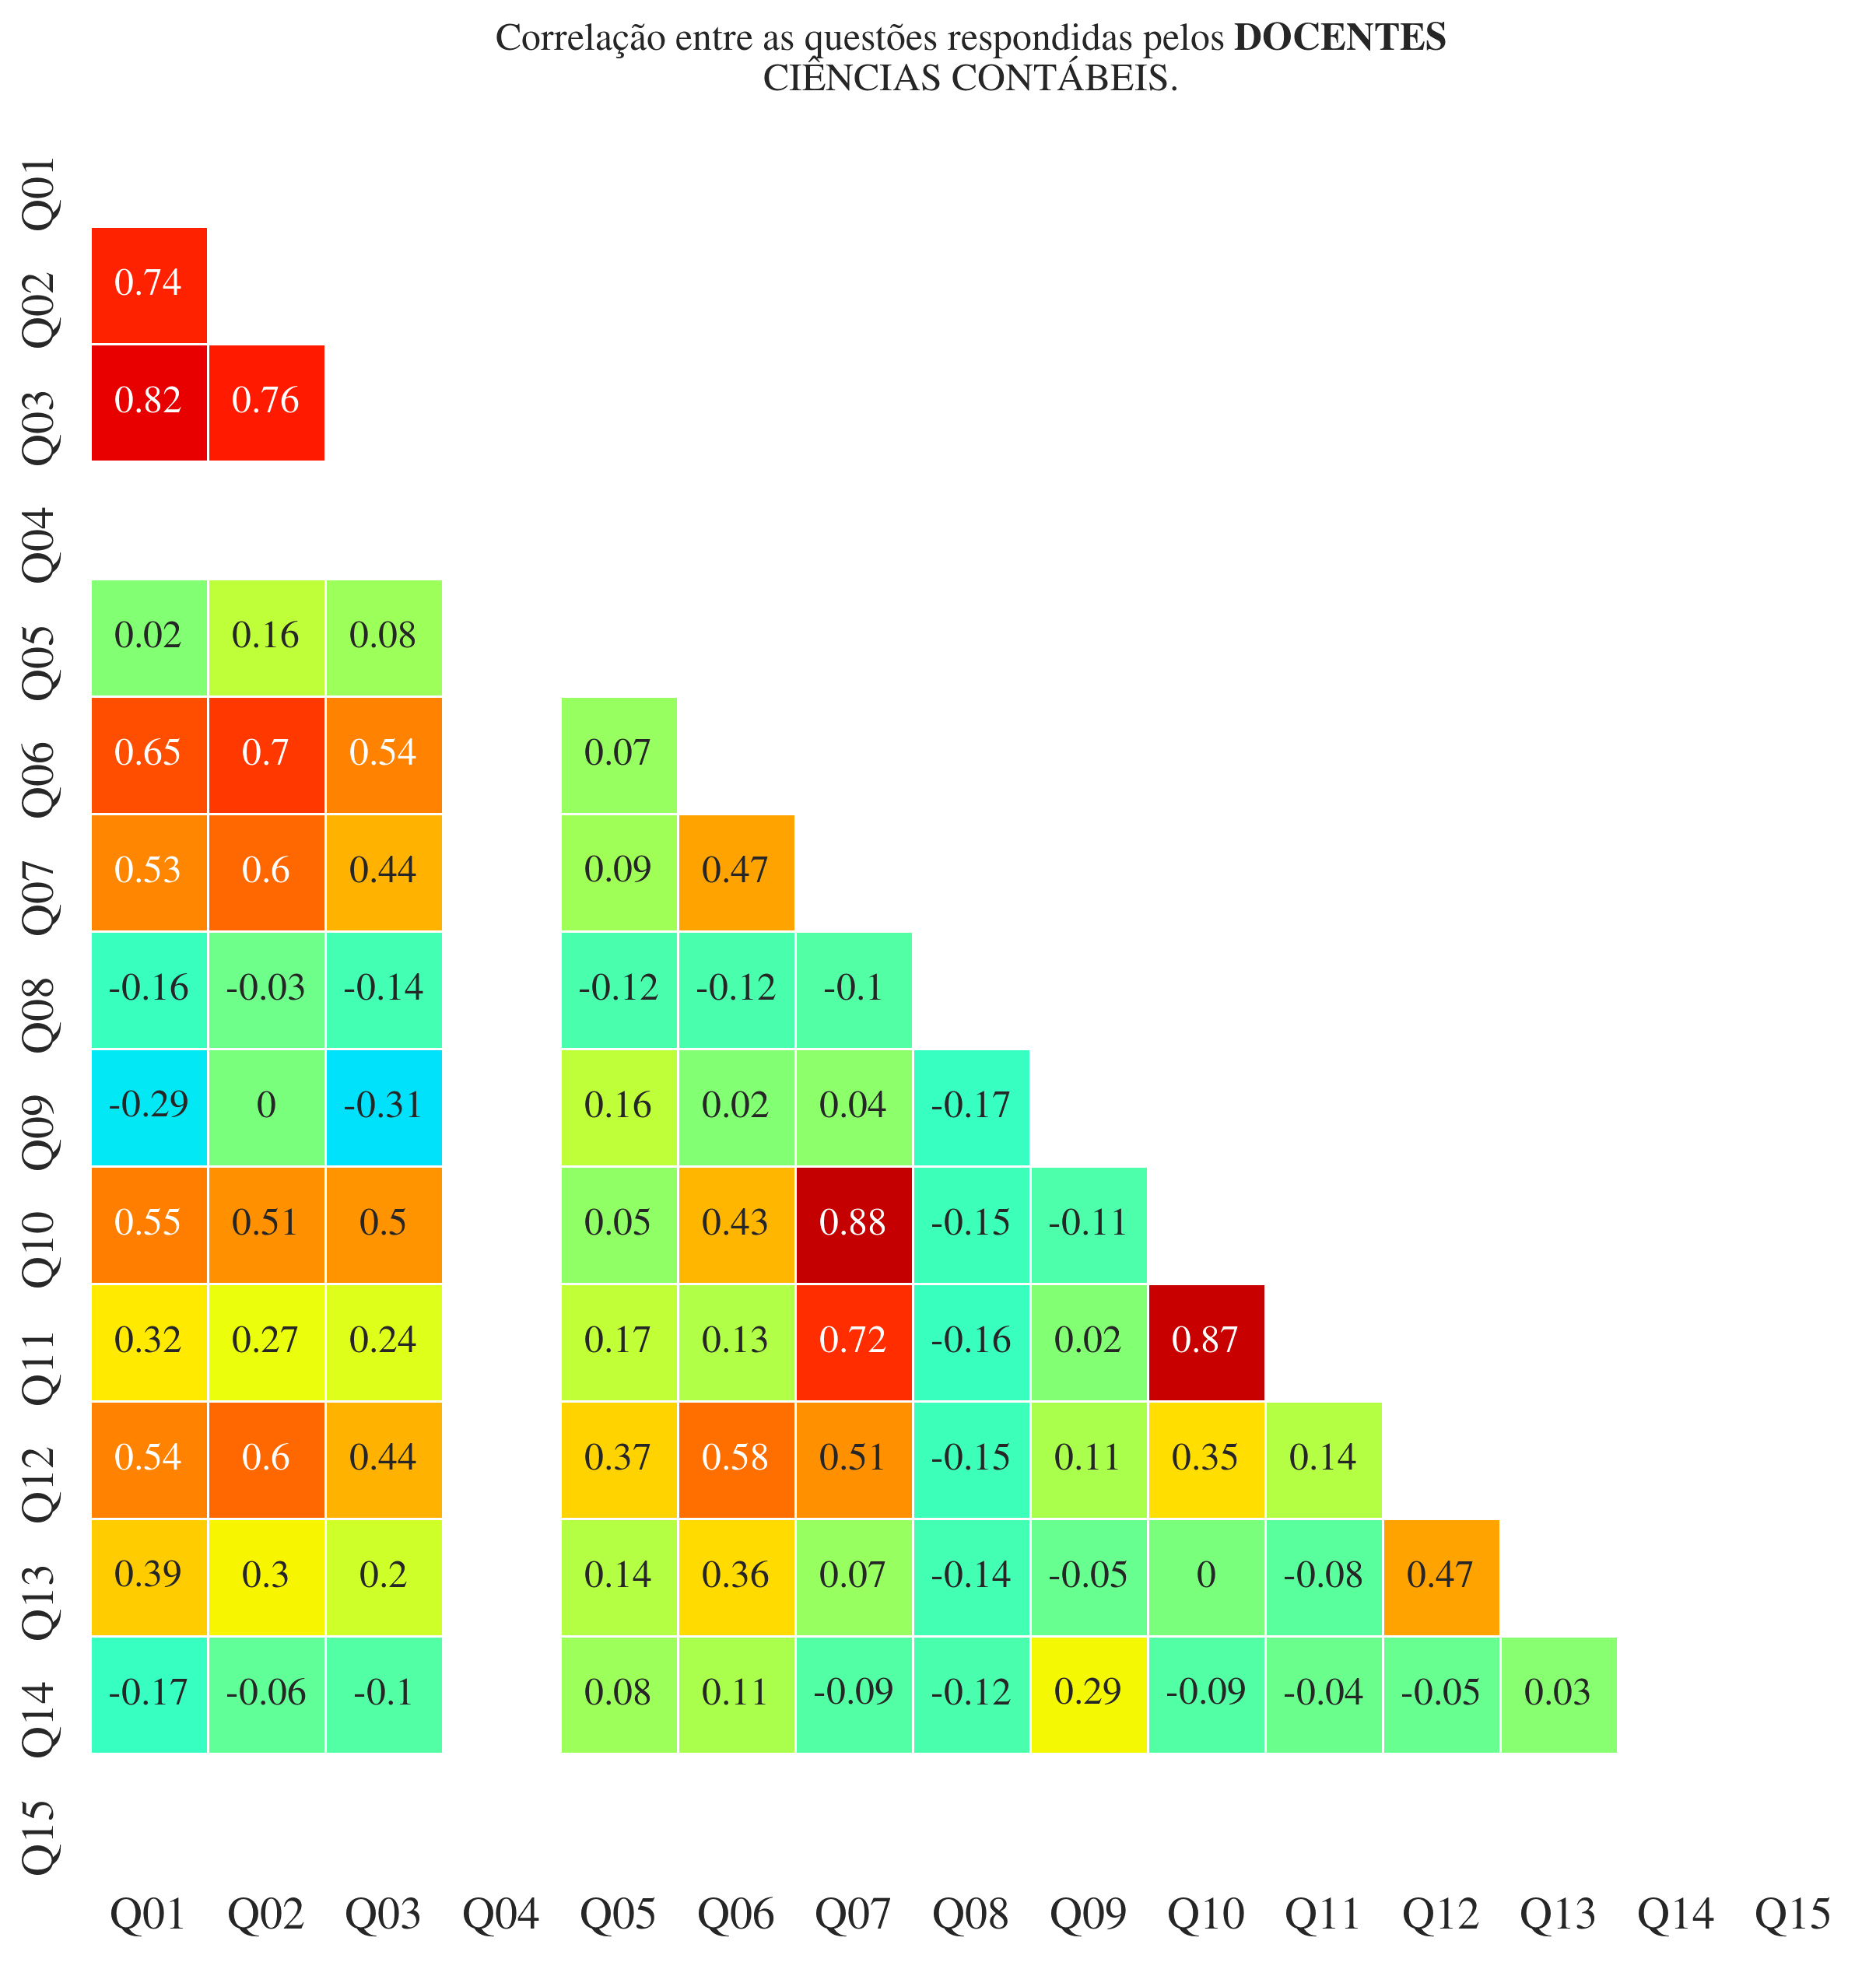 Correlação entre as questões respondidas pelos DOCENTES
CIÊNCIAS CONTÁBEIS.
Q01
Q02 0.74
Q03 0.82 0.76
Q04
Q05 0.02 0.16 0.08
Q06 0.65 0.7 0.54 0.07
Q07 0.53 0.6 0.44 0.09 0.47
Q08 -0.16 -0.03 -0.14 -0.12 -0.12 -0.1
Q09 -0.29 0 -0.31 0.16 0.02 0.04 -0.17
Q10 0.55 0.51 0.5 0.05 0.43 0.88 -0.15 -0.11
Q11 0.32 0.27 0.24 0.17 0.13 0.72 -0.16 0.02 0.87
Q12 0.54 0.6 0.44 0.37 0.58 0.51 -0.15 0.11 0.35 0.14
Q13 0.39 0.3 0.2 0.14 0.36 0.07 -0.14 -0.05 0 -0.08 0.47
Q14 -0.17 -0.06 -0.1 0.08 0.11 -0.09 -0.12 0.29 -0.09 -0.04 -0.05 0.03
Q15
Q01 Q02 Q03 Q04 Q05 Q06 Q07 Q08 Q09 Q10 Q11 Q12 Q13 Q14 Q15